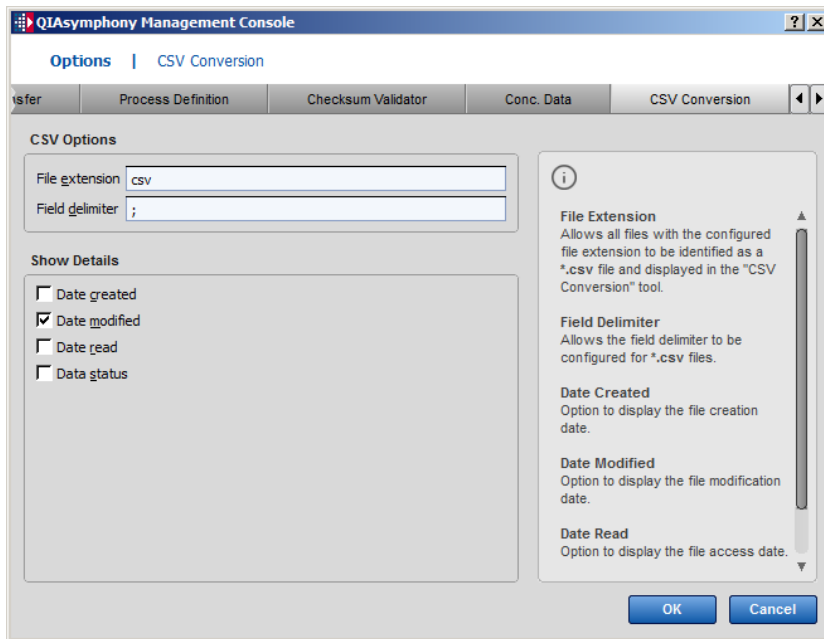 QIAsymphony Management Console
Options | CSV Conversion
Process Definition
Checksum Validator
Conc. Data
CSV Conversion
CSV Options
File extension csv
Field delimiter ;
Show Details
Date created
Date modified
Date read
Data status
File Extension
Allows all files with the configured
file extension to be identified as a
*.csv file and displayed in the "CSV
Conversion" tool.
Field Delimiter
Allows the field delimiter to be
configured for *.csv files.
Date Created
Option to display the file creation
date.
Date Modified
Option to display the file modification
date.
Date Read
Option to display the file access date.
OK
Cancel